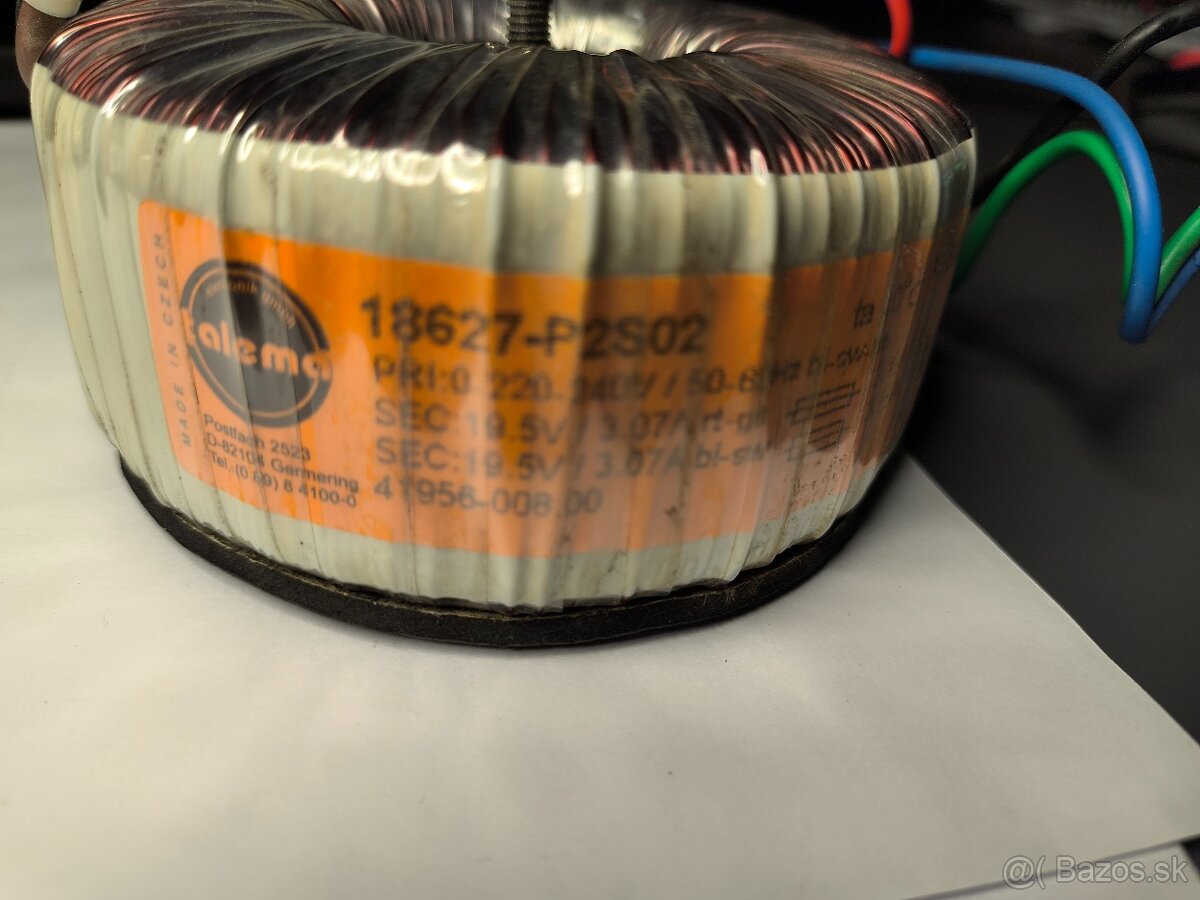 MADE IN CZECH
talema
Postfach 2523
D-82104 Germering
Tel. (0 89) 8 4100-0
18627-P2S02
PRI:0 220-240V / 50-60Hz
SEC: 19.5V / 3.07A
SEC: 19.5V / 3.07A
41956-008.00
@( Bazos.sk